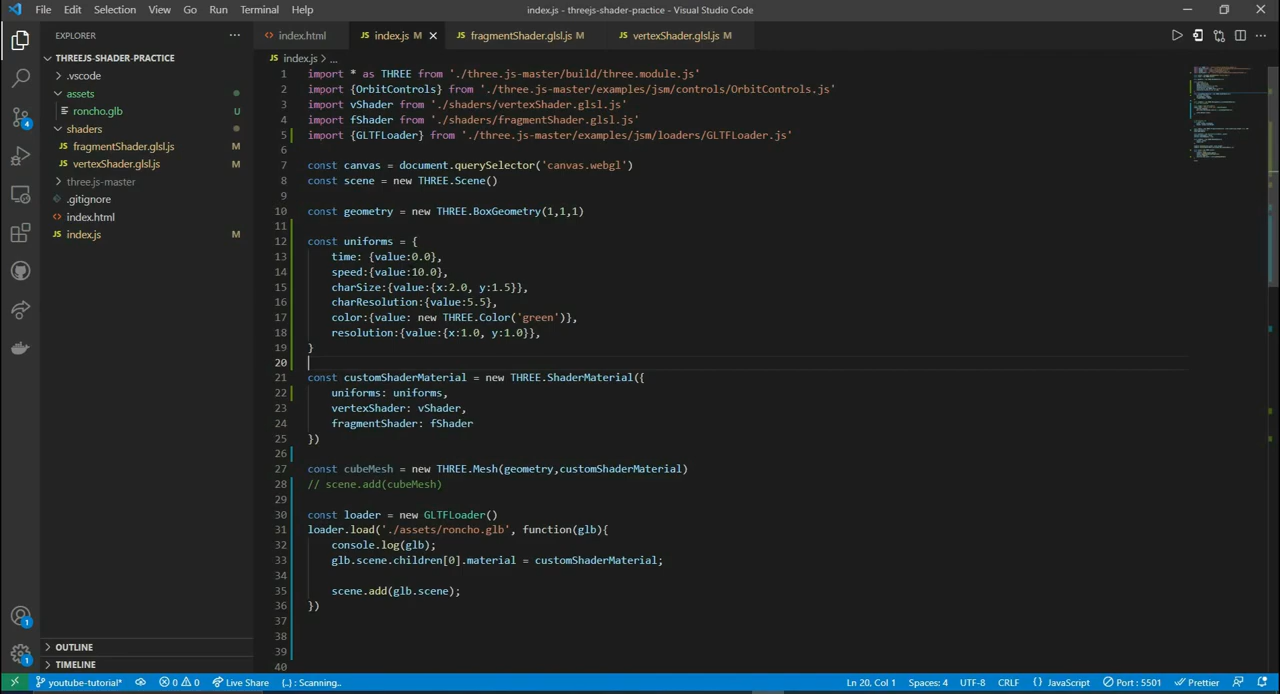 File Edit Selection View Go Run Terminal Help
index.js - threejs-shader-practice - Visual Studio Code
EXPLORER
THREEJS-SHADER-PRACTICE
.vscode
assets
roncho.glb U
shaders
fragmentShader.glsl.js M
vertexShader.glsl.js M
three.js-master
.gitignore
index.html
JS index.js M
OUTLINE
TIMELINE
4
1
1
index.html
JS index.js M
JS fragmentShader.glsl.js M
JS vertexShader.glsl.js M
JS index.js > ...
1 import * as THREE from './three.js-master/build/three.module.js'
2 import {OrbitControls} from './three.js-master/examples/jsm/controls/OrbitControls.js'
3 import vShader from './shaders/vertexShader.glsl.js'
4 import fShader from './shaders/fragmentShader.glsl.js'
5 import {GLTFLoader} from './three.js-master/examples/jsm/loaders/GLTFLoader.js'
6
7 const canvas = document.querySelector('canvas.webgl')
8 const scene = new THREE.Scene()
9
10 const geometry = new THREE.BoxGeometry(1,1,1)
11
12 const uniforms = {
13 time: {value:0.0},
14 speed:{value:10.0},
15 charSize:{value:{x:2.0, y:1.5}},
16 charResolution:{value:5.5},
17 color:{value: new THREE.Color('green')},
18 resolution:{value:{x:1.0, y:1.0}},
19 }
20
21 const customShaderMaterial = new THREE.ShaderMaterial({
22 uniforms: uniforms,
23 vertexShader: vShader,
24 fragmentShader: fShader
25 })
26
27 const cubeMesh = new THREE.Mesh(geometry,customShaderMaterial)
28 // scene.add(cubeMesh)
29
30 const loader = new GLTFLoader()
31 loader.load('./assets/roncho.glb', function(glb){
32 console.log(glb);
33 glb.scene.children[0].material = customShaderMaterial;
34
35 scene.add(glb.scene);
36 })
37
38
39
40
youtube-tutorial* 0 0 Live Share {..} : Scanning.. Ln 20, Col 1 Spaces: 4 UTF-8 CRLF {} JavaScript Port : 5501 Prettier